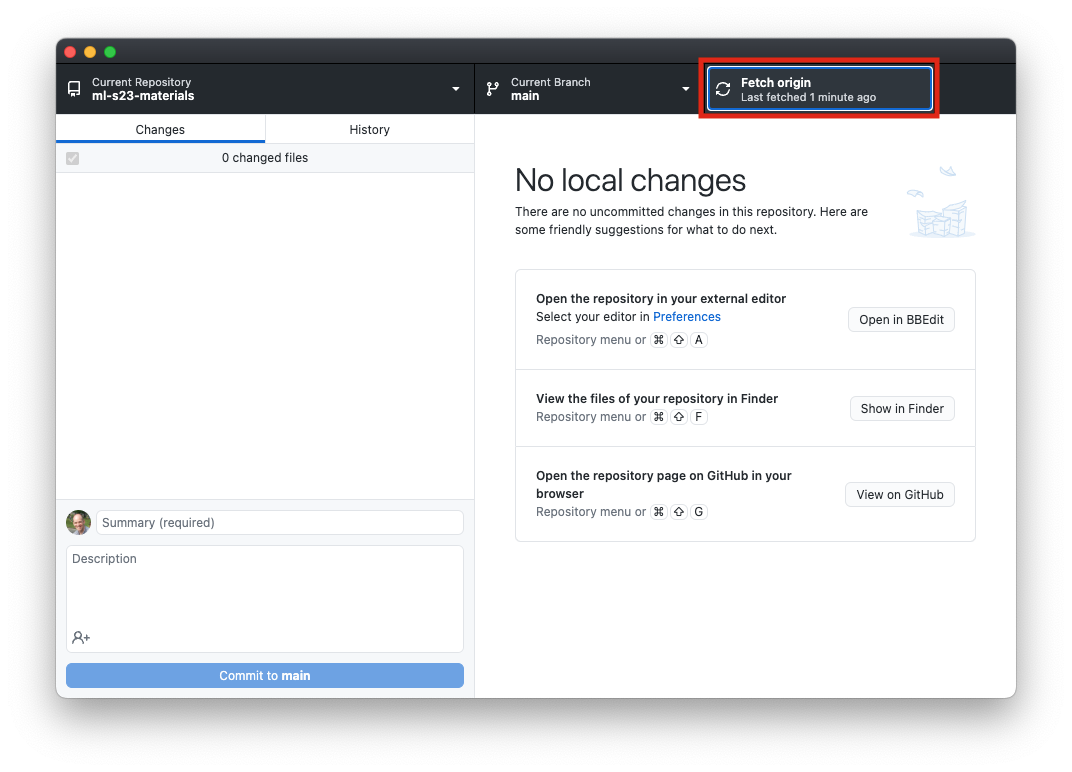 Current Repository
ml-s23-materials
Current Branch
main
Fetch origin
Last fetched 1 minute ago
Changes
History
0 changed files
No local changes
There are no uncommitted changes in this repository. Here are
some friendly suggestions for what to do next.
Open the repository in your external editor
Select your editor in Preferences
Repository menu or ⌘ ⇧ A
Open in BBEdit
View the files of your repository in Finder
Repository menu or ⌘ ⇧ F
Show in Finder
Open the repository page on GitHub in your
browser
Repository menu or ⌘ ⇧ G
View on GitHub
Summary (required)
Description
Commit to main